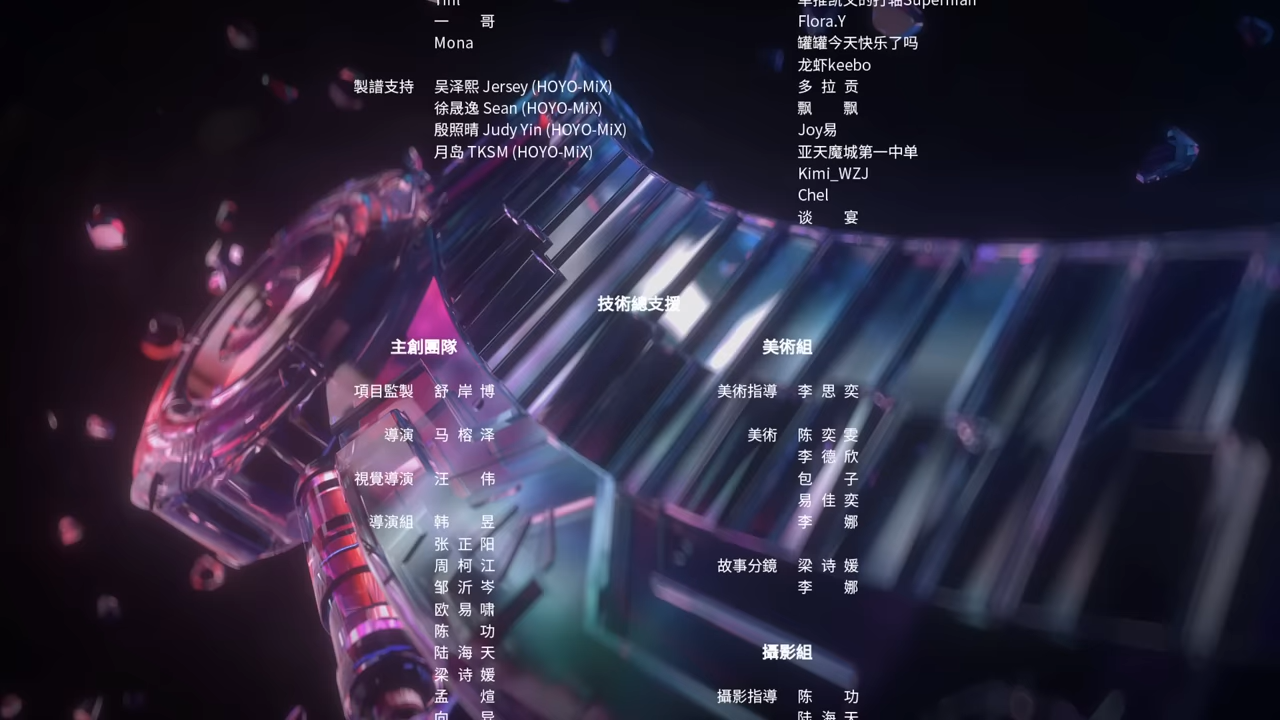 一 哥
Mona
製譜支持 吴泽熙 Jersey (HOYO-MiX)
徐晟逸 Sean (HOYO-MiX)
殷照晴 Judy Yin (HOYO-MiX)
月岛 TKSM (HOYO-MiX)
Flora.Y
罐罐今天快乐了吗
龙虾keebo
多拉贡
飘飘
Joy易
亚天魔城第一中单
Kimi_WZJ
Chel
谈宴
技術總支援
主創團隊
項目監製 舒岸博
導演 马榕泽
視覺導演 汪伟
導演組 韩昱
张正阳
周柯江
邹沂岑
欧易啸
陈功
陆海天
梁诗媛
孟煊
美術組
美術指導 李思奕
美術 陈奕雯
李德欣
包子
易佳奕
李娜
故事分鏡 梁诗媛
李娜
攝影組
攝影指導 陈功
陆海天